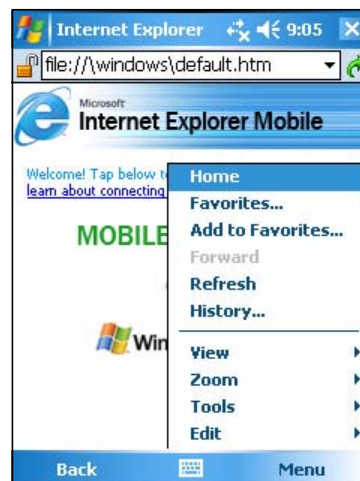 Internet Explorer 9:05
file://\windows\default.htm
Microsoft
Internet Explorer Mobile
Welcome! Tap below t
learn about connecting
MOBILE
Win
Home
Favorites...
Add to Favorites...
Forward
Refresh
History...
View
Zoom
Tools
Edit
Back Menu